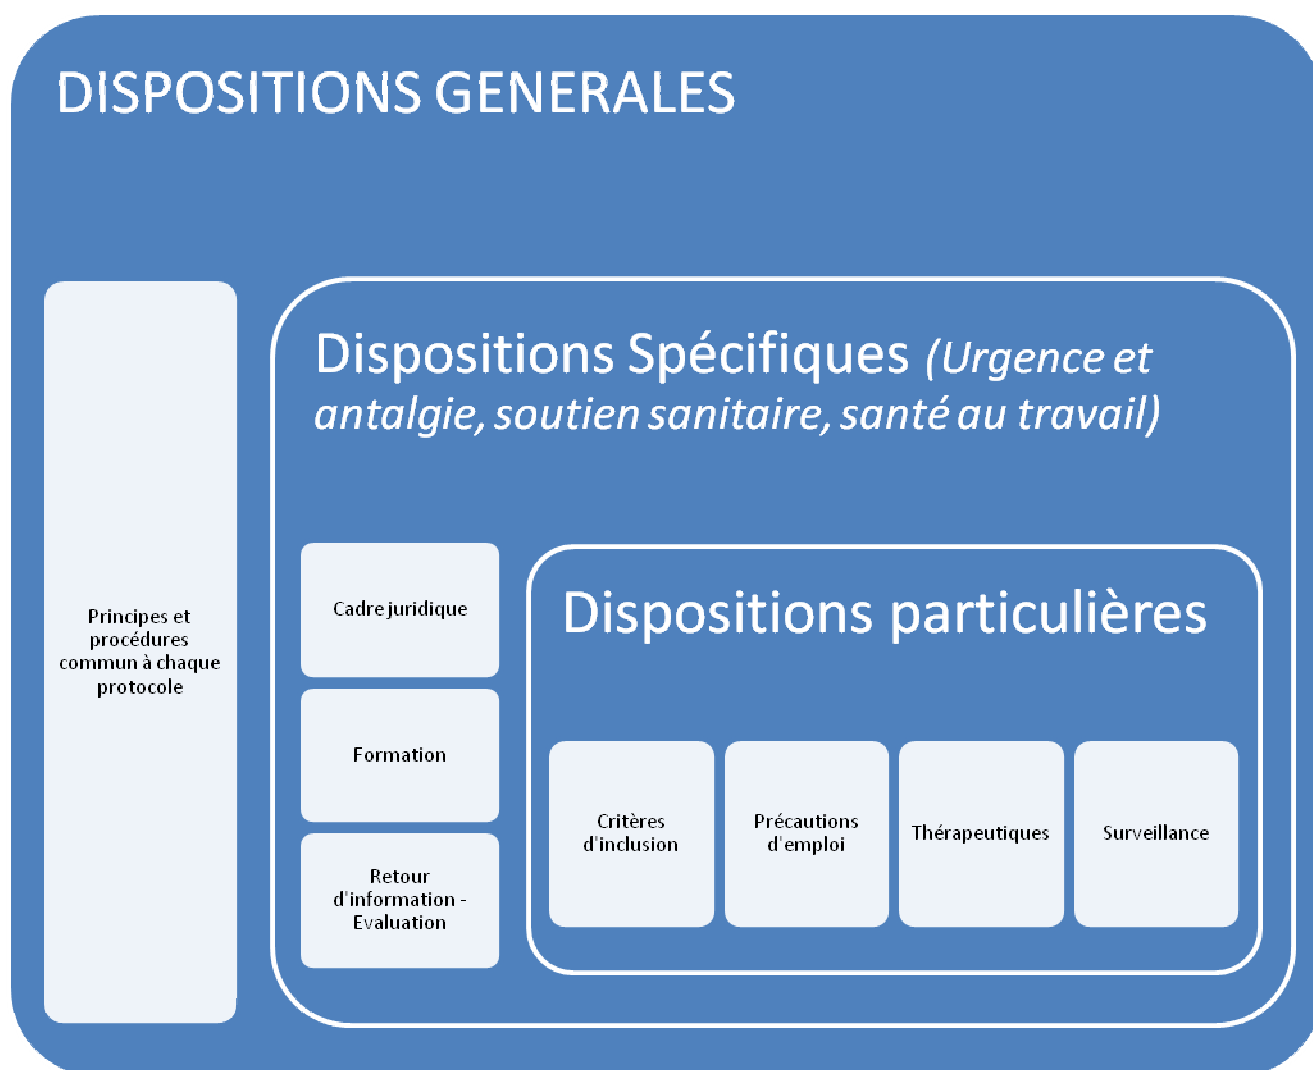 DISPOSITIONS GENERALES
Principes et
procédures
commun à chaque
protocole
Dispositions Spécifiques (Urgence et
antalgie, soutien sanitaire, santé au travail)
Cadre juridique
Formation
Retour
d'information -
Evaluation
Dispositions particulières
Critères
d'inclusion
Précautions
d'emploi
Thérapeutiques
Surveillance